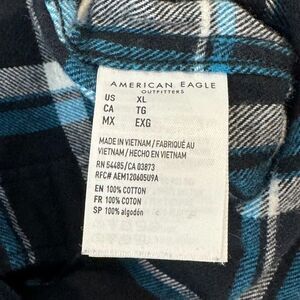 AMERICAN EAGLE
OUTFITTERS
US XL
CA TG
MX EXG
MADE IN VIETNAM / FABRIQUÉ AU
VIETNAM / HECHO EN VIETNAM
RN 54485/CA 03873
RFC# AEM120605U9A
EN 100% COTTON
FR 100% COTON
SP 100% algodón